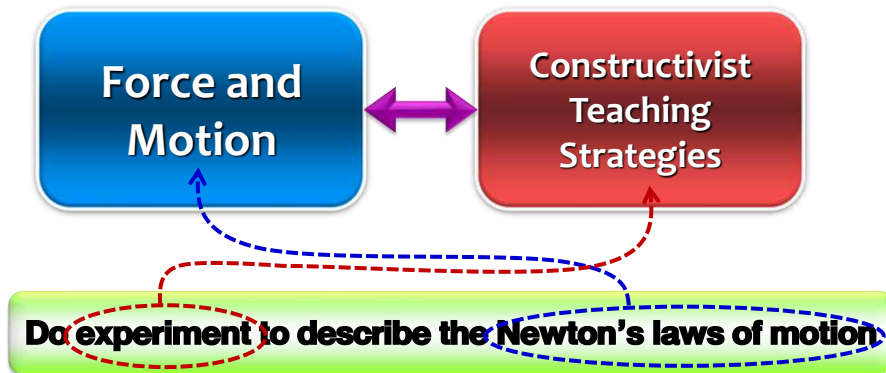 Force and
Motion
Constructivist
Teaching
Strategies
Do experiment to describe the Newton's laws of motion